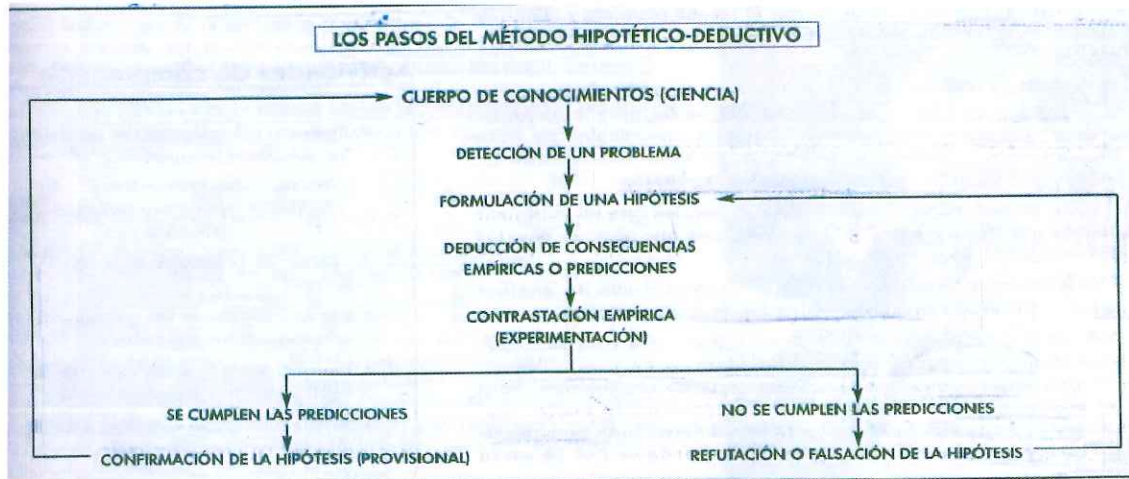 LOS PASOS DEL MÉTODO HIPOTÉTICO-DEDUCTIVO
CUERPO DE CONOCIMIENTOS (CIENCIA)
DETECCIÓN DE UN PROBLEMA
FORMULACIÓN DE UNA HIPÓTESIS
DEDUCCIÓN DE CONSECUENCIAS
EMPÍRICAS O PREDICCIONES
CONTRASTACIÓN EMPÍRICA
(EXPERIMENTACIÓN)
SE CUMPLEN LAS PREDICCIONES
NO SE CUMPLEN LAS PREDICCIONES
CONFIRMACIÓN DE LA HIPÓTESIS (PROVISIONAL)
REFUTACIÓN O FALSACIÓN DE LA HIPÓTESIS